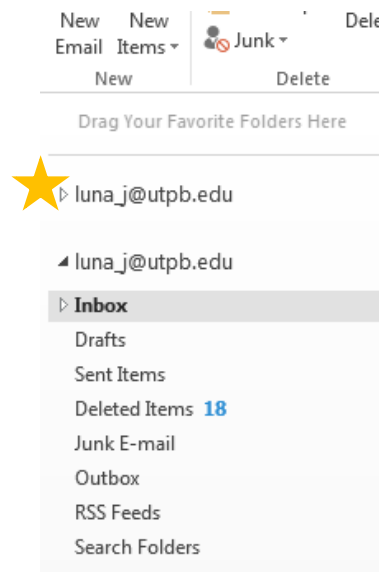 New New Dele
Email Items Junk
New Delete
Drag Your Favorite Folders Here
luna_j@utpb.edu
luna_j@utpb.edu
Inbox
Drafts
Sent Items
Deleted Items 18
Junk E-mail
Outbox
RSS Feeds
Search Folders